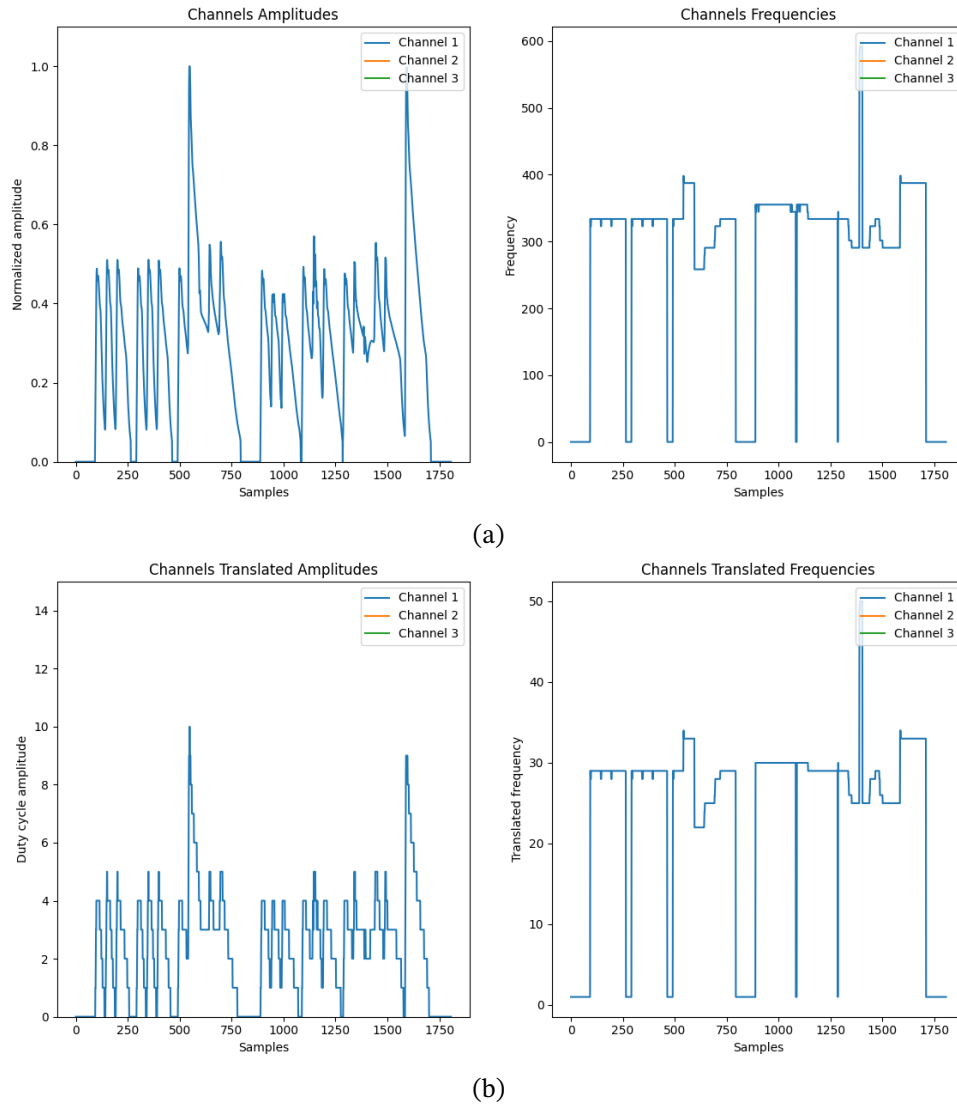 Channels Amplitudes
Channel 1
Channel 2
Channel 3
1.0
0.8
0.6
0.4
0.2
0.0
Normalized amplitude
0 250 500 750 1000 1250 1500 1750
Samples
Channels Frequencies
Channel 1
Channel 2
Channel 3
600
500
400
300
200
100
0
Frequency
0 250 500 750 1000 1250 1500 1750
Samples
(a)
Channels Translated Amplitudes
Channel 1
Channel 2
Channel 3
14
12
10
8
6
4
2
0
Duty cycle amplitude
0 250 500 750 1000 1250 1500 1750
Samples
Channels Translated Frequencies
Channel 1
Channel 2
Channel 3
50
40
30
20
10
0
Translated frequency
0 250 500 750 1000 1250 1500 1750
Samples
(b)